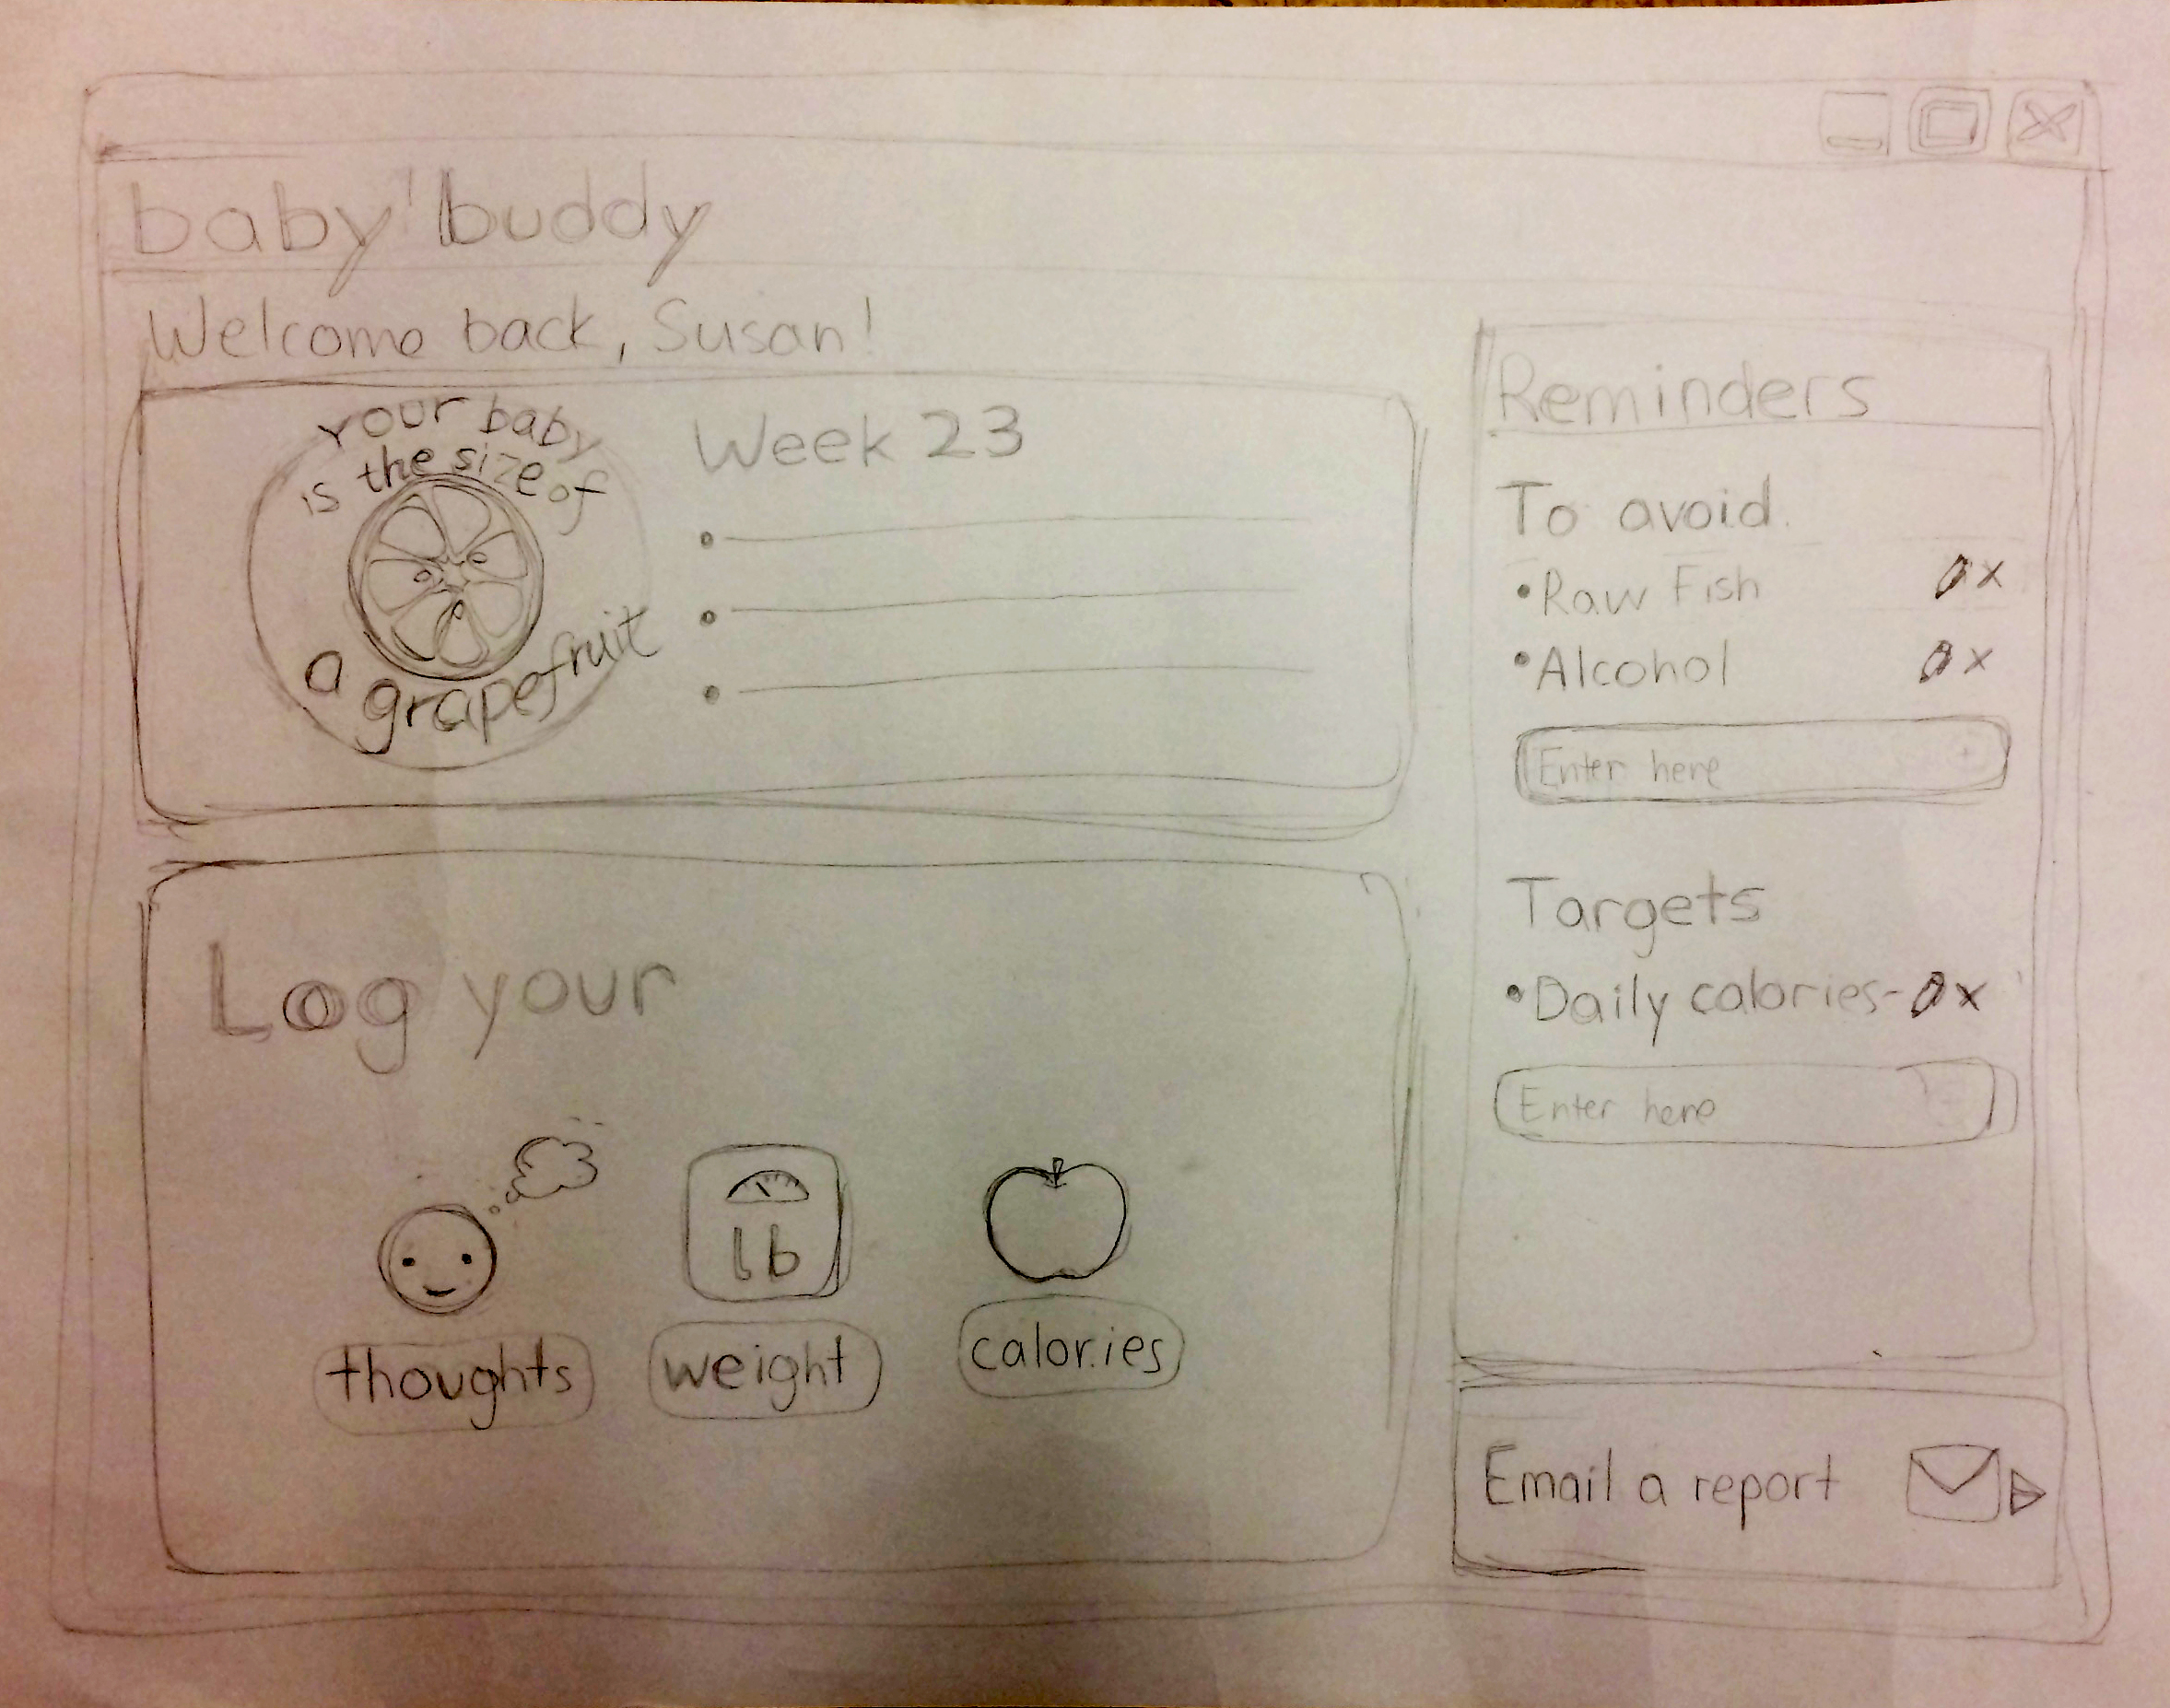 baby buddy
Welcome back, Susan!
your baby
is the size of
a grapefruit
Week 23
Log your
lb
thoughts
weight
calories
Reminders
To avoid
• Raw Fish x
• Alcohol x
Enter here
Targets
• Daily calories- x
Enter here
Email a report